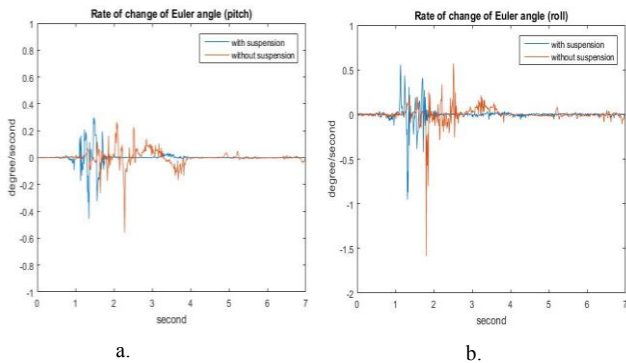 Rate of change of Euler angle (pitch)
with suspension
without suspension
degree/second
1
0.8
0.6
0.4
0.2
0
-0.2
-0.4
-0.6
-0.8
-1
0 1 2 3 4 5 6 7
second
a.
Rate of change of Euler angle (roll)
with suspension
without suspension
degree/second
1
0.5
0
-0.5
-1
-1.5
-2
0 1 2 3 4 5 6 7
second
b.